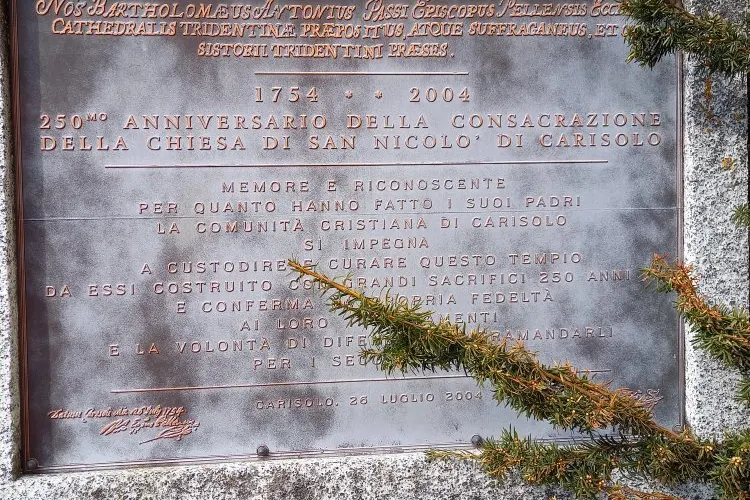 NOS BARTHOLOMÆUS ANTONIUS PASSI EPISCOPUS PELLENSIS
CATHEDRALIS TRIDENTINÆ PRÆPOSITUS, ATQUE SUFFRAGANEUS, ET
SISTORII TRIDENTINI PRÆSES.
1754 * * 2004
250MO ANNIVERSARIO DELLA CONSACRAZIONE
DELLA CHIESA DI SAN NICOLO' DI CARISOLO
MEMORE E RICONOSCENTE
PER QUANTO HANNO FATTO I SUOI PADRI
LA COMUNITÀ CRISTIANA DI CARISOLO
SI IMPEGNA
A CUSTODIRE E CURARE QUESTO TEMPIO
DA ESSI COSTRUITO CON GRANDI SACRIFICI 250 ANNI
E CONFERMA FEDELTÀ
AI LORO
E LA VOLONTÀ DI
PER I
CARISOLO, 26 LUGLIO 2004